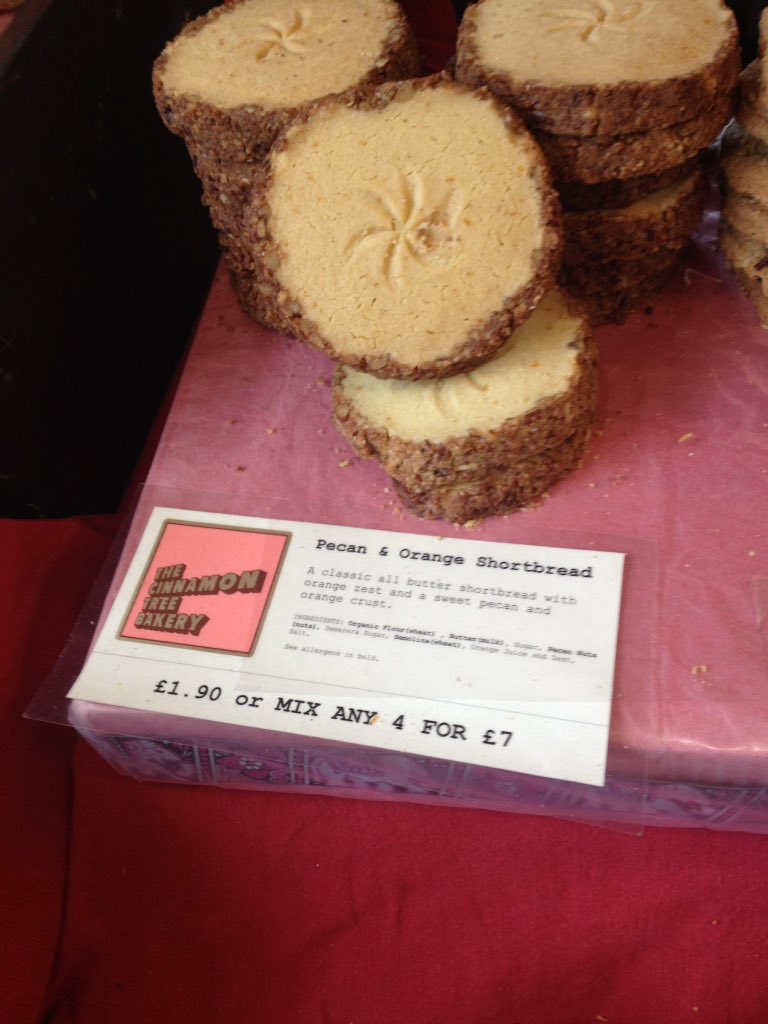 THE
CINNAMON
TREE
BAKERY
Pecan & Orange Shortbread
A classic all butter shortbread with
orange zest and a sweet pecan and
orange crust.
INGREDIENTS: Organic Flour(wheat) , Butter(milk), Sugar, Pecan Nuts
(nuts), Demerara Sugar, Semolina(wheat), Orange Juice and Zest,
Salt.
See allergens in bold.
£1.90 or MIX ANY 4 FOR £7